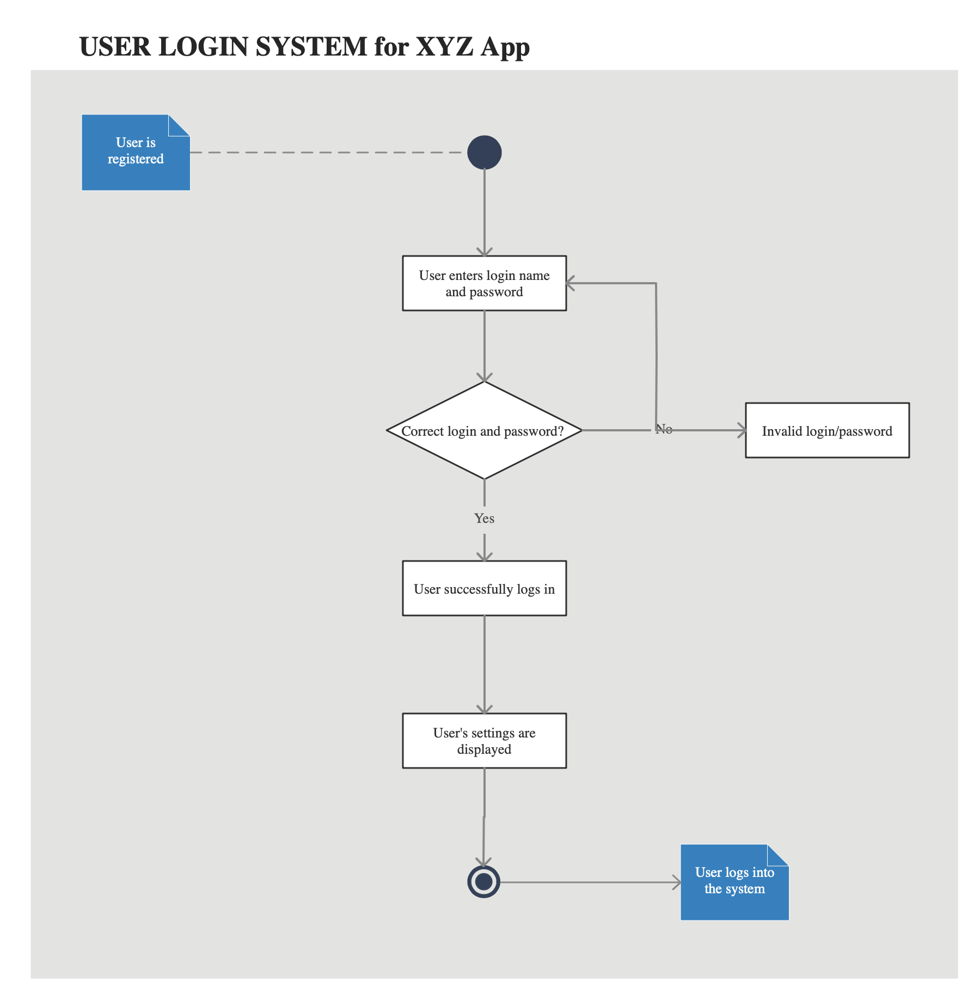 USER LOGIN SYSTEM for XYZ App
User is
registered
User enters login name
and password
Correct login and password?
No
Invalid login/password
Yes
User successfully logs in
User's settings are
displayed
User logs into
the system